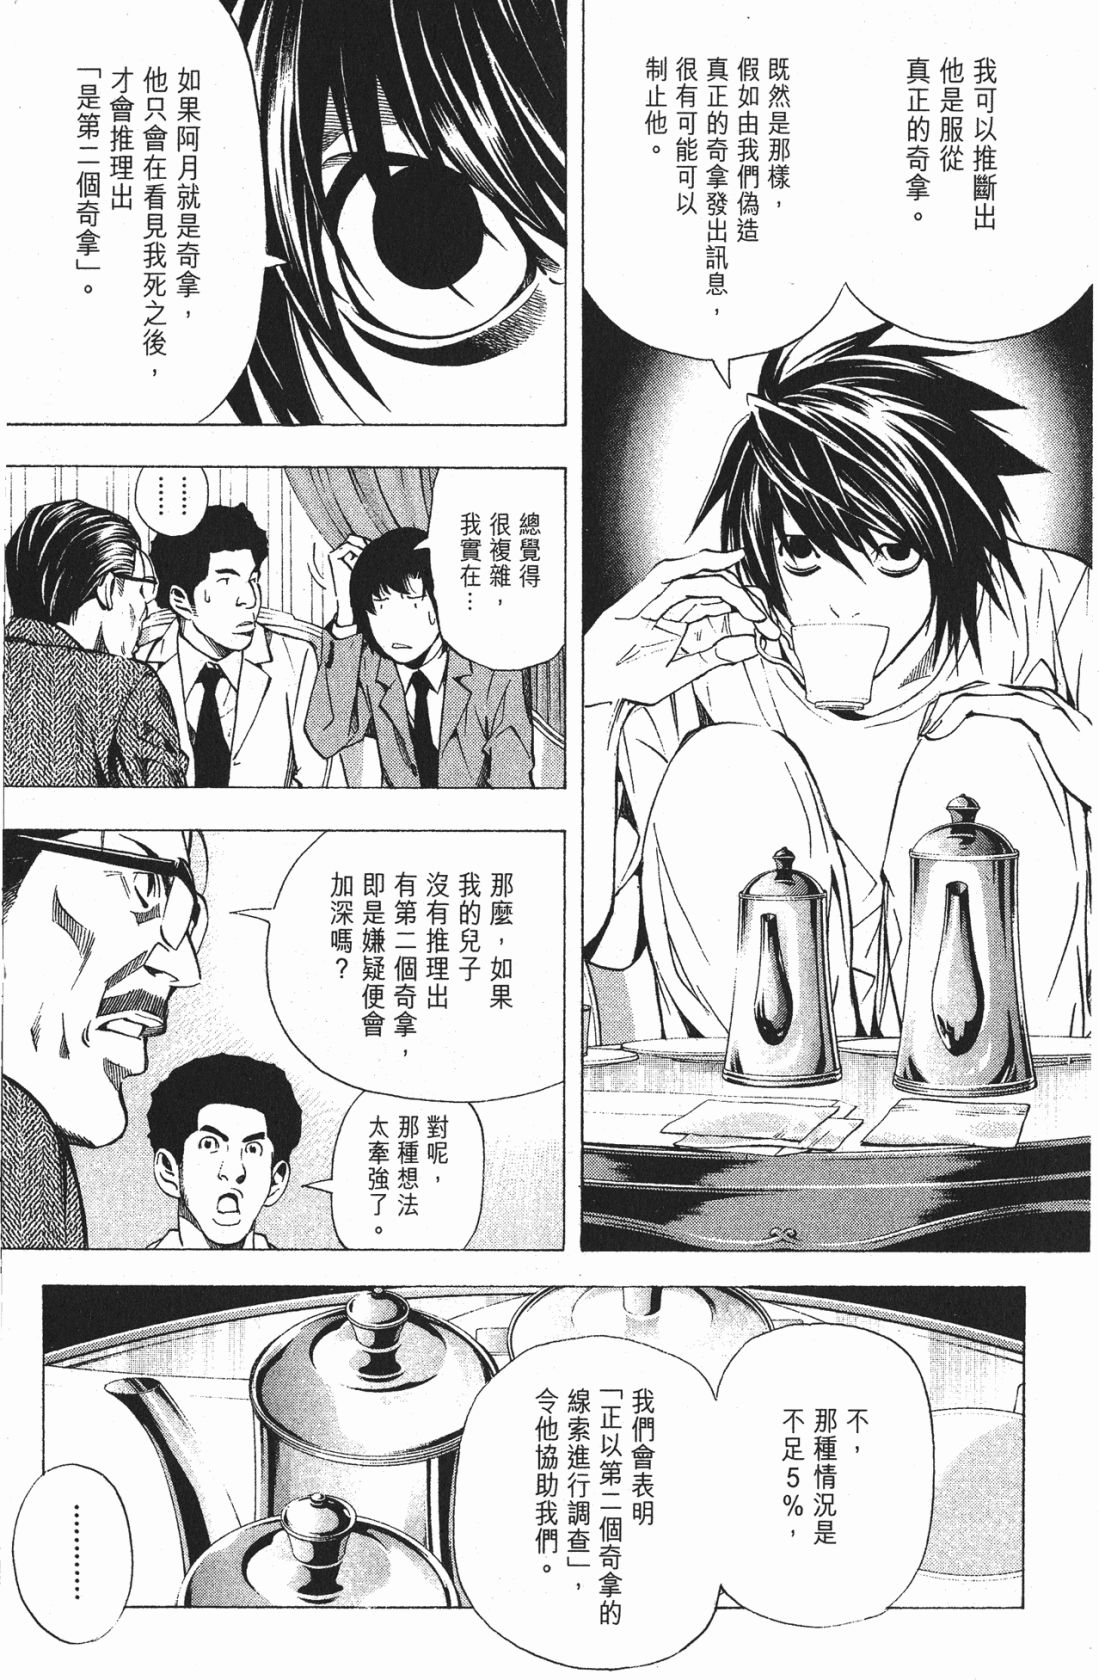 我可以推斷出
他是服從
真正的奇拿。
既然是那樣，
假如由我們偽造
真正的奇拿發出訊息，
很有可能可以
制止他。
如果阿月就是奇拿，
他只會在看見我死之後，
才會推理出
「是第二個奇拿」。
總覺得
很複雜，
我實在…
………
那麼，如果
我的兒子
沒有推理出
有第二個奇拿，
即是嫌疑便會
加深嗎？
對呢，
那種想法
太牽強了。
不，
那種情況是
不足5%，
我們會表明
「正以第二個奇拿的
線索進行調查」，
令他協助我們。
…………